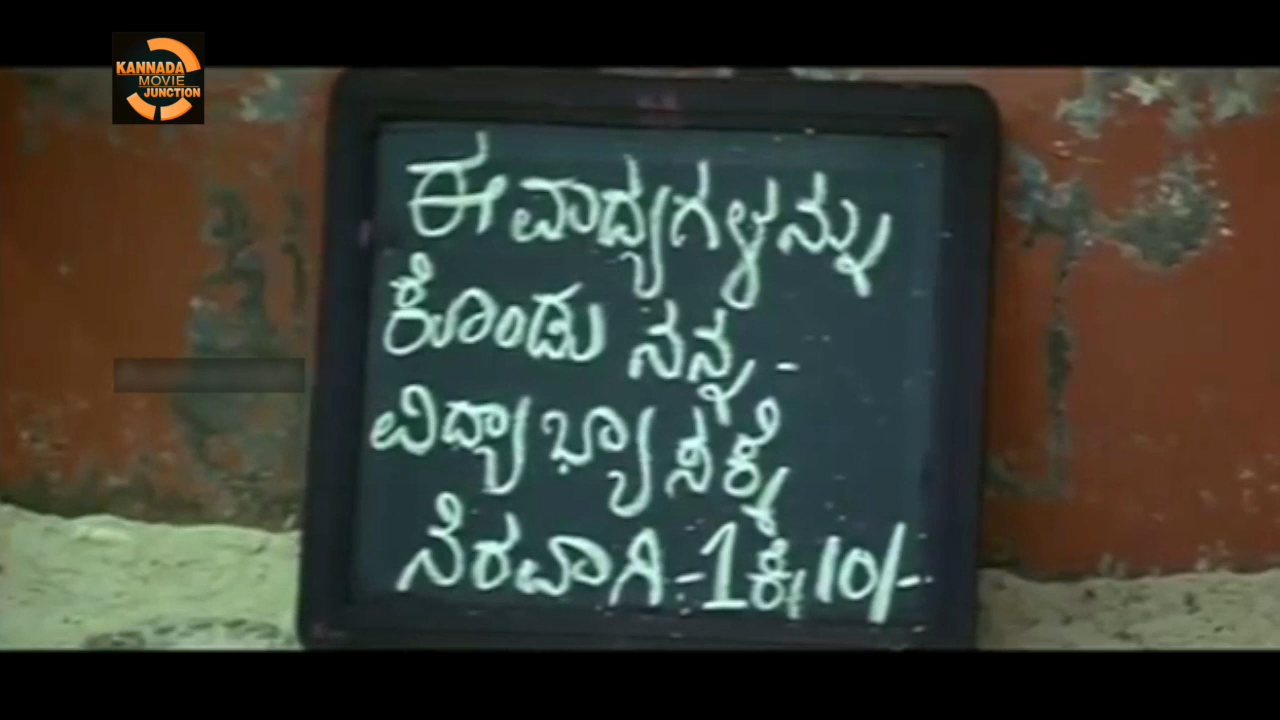 KANNADA
MOVIE
JUNCTION
ಈ ವಾದ್ಯಗಳನ್ನು
ಕೊಂಡು ನನ್ನ -
ವಿದ್ಯಾಭ್ಯಾಸಕ್ಕೆ
ನೆರವಾಗಿ -1ಕ್ಕೆ 10/-